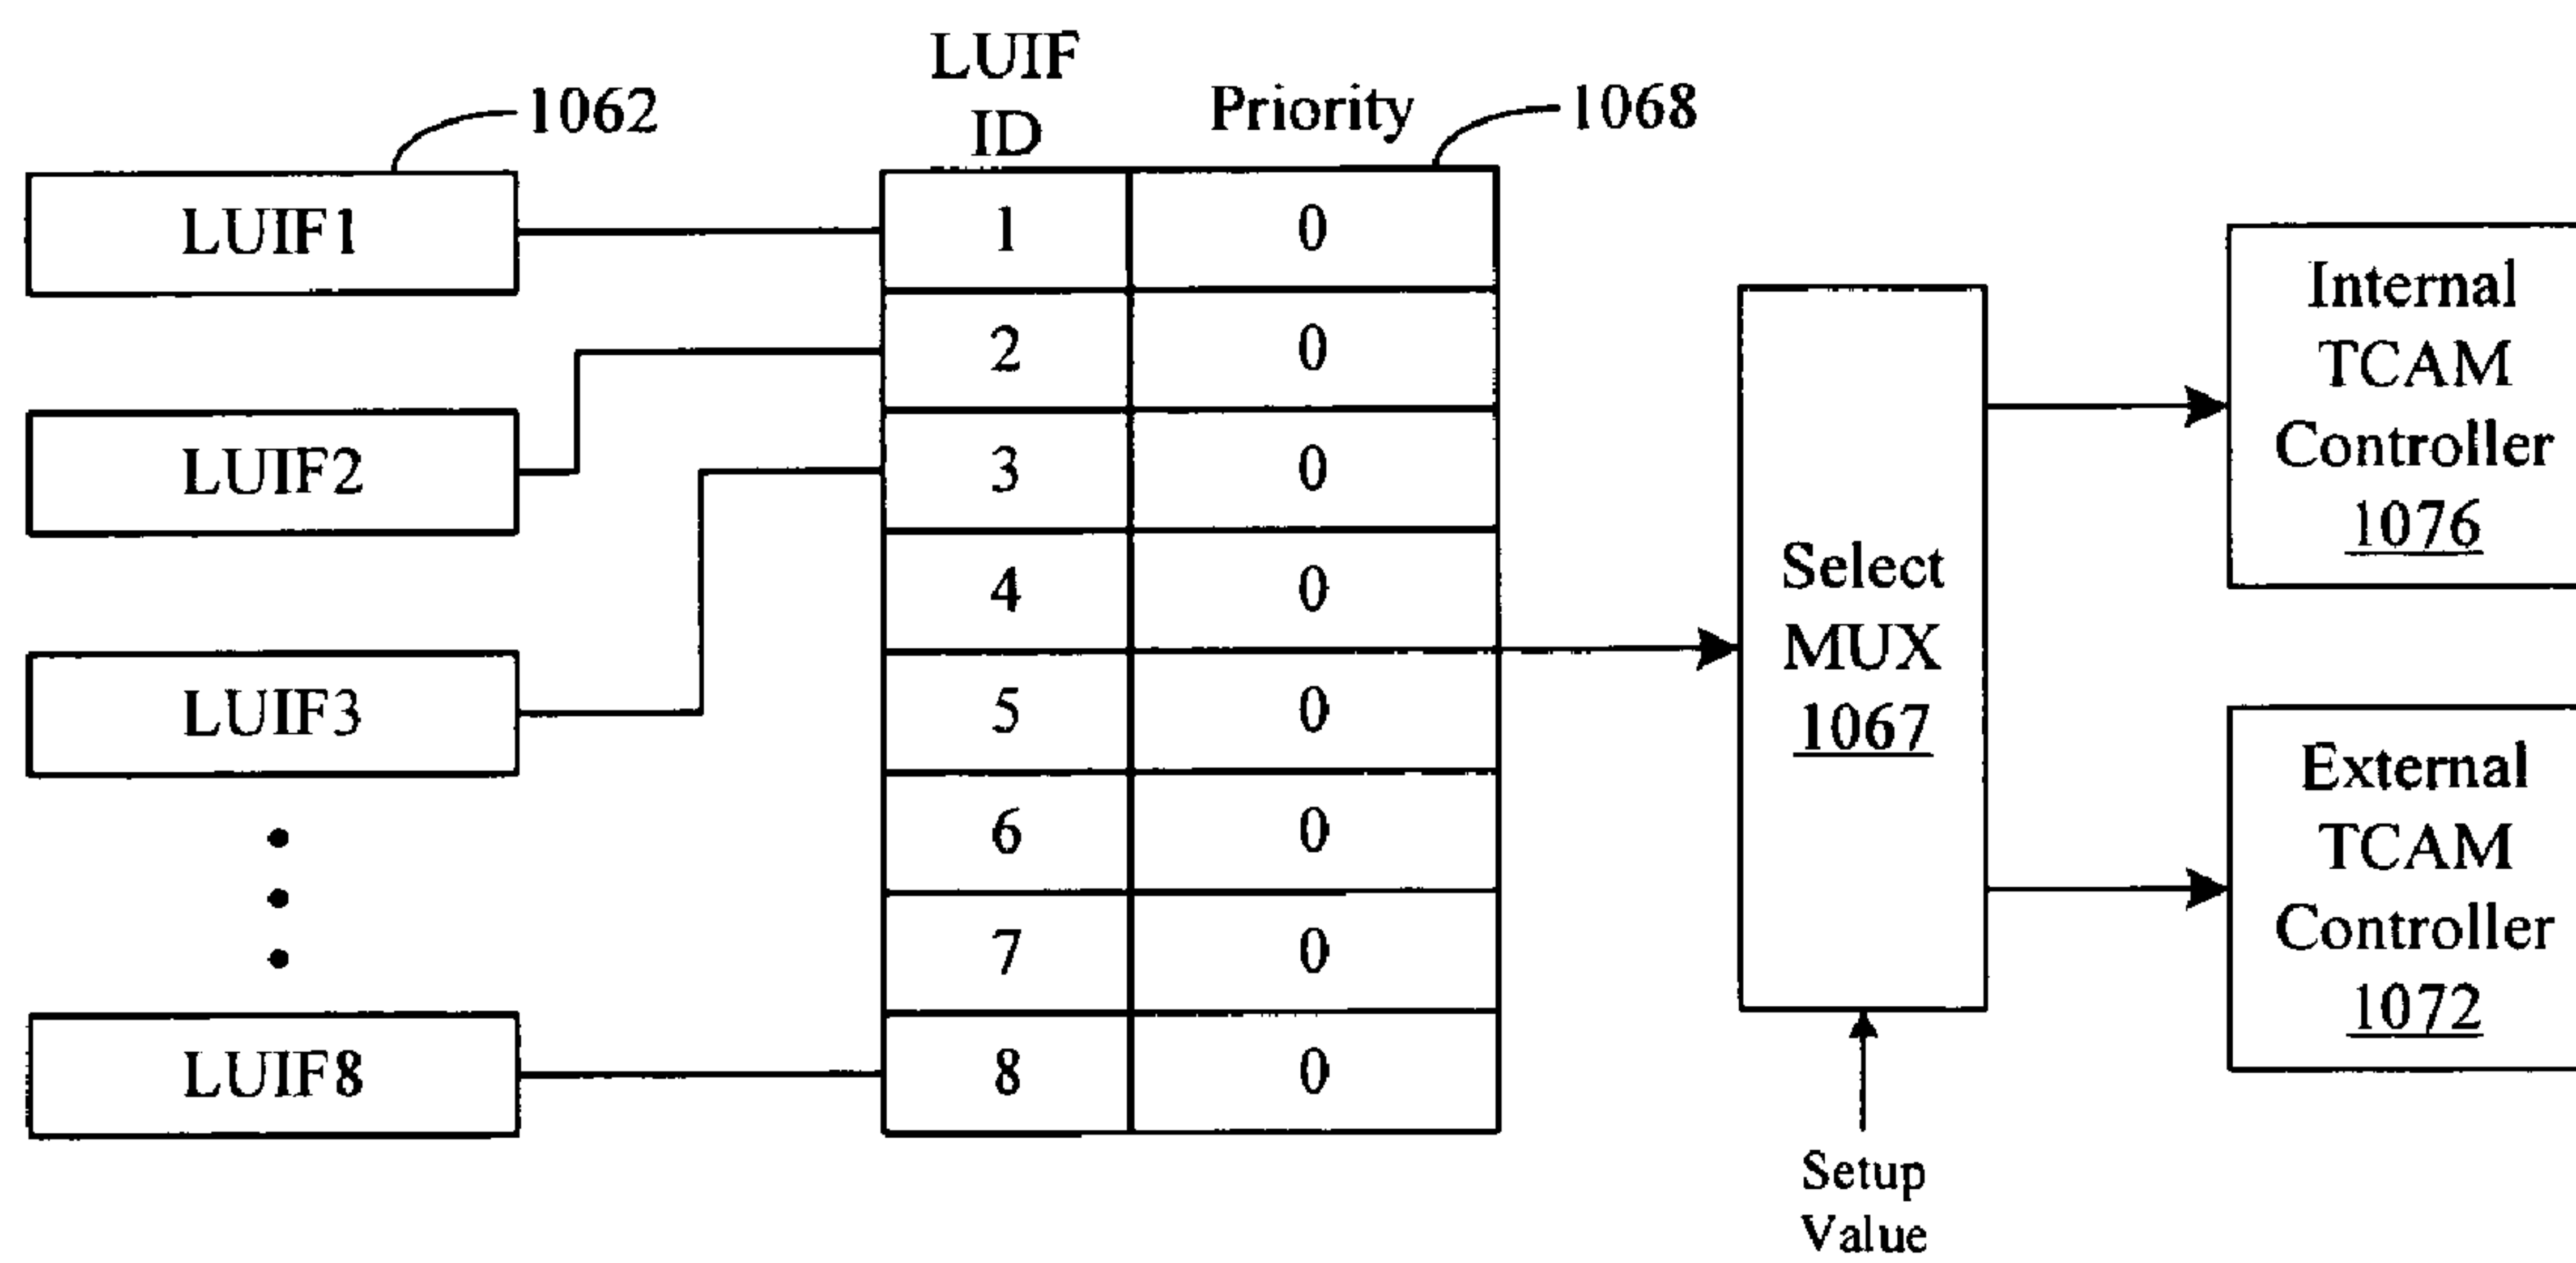 1062
LUIF1
LUIF2
LUIF3
LUIF8
LUIF
ID
Priority
1068
1 0
2 0
3 0
4 0
5 0
6 0
7 0
8 0
Select
MUX
1067
Setup
Value
Internal
TCAM
Controller
1076
External
TCAM
Controller
1072